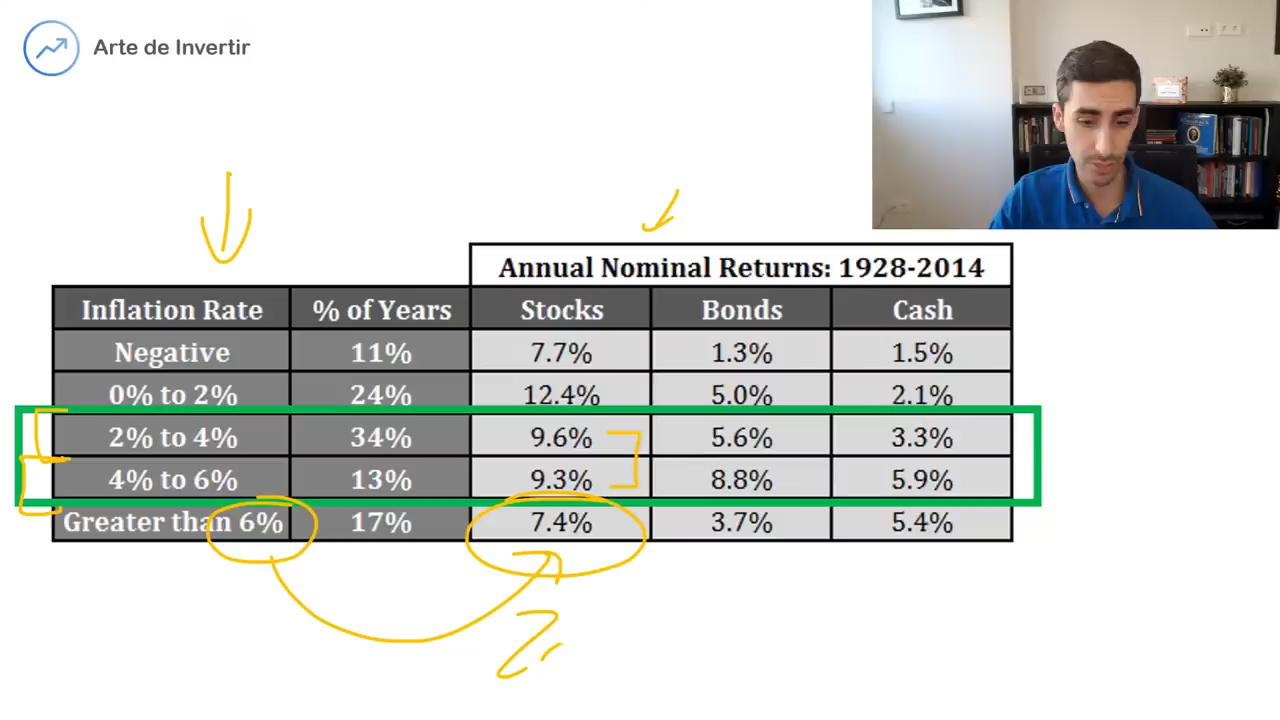 Arte de Invertir
Annual Nominal Returns: 1928-2014
Inflation Rate % of Years Stocks Bonds Cash
Negative 11% 7.7% 1.3% 1.5%
0% to 2% 24% 12.4% 5.0% 2.1%
2% to 4% 34% 9.6% 5.6% 3.3%
4% to 6% 13% 9.3% 8.8% 5.9%
Greater than 6% 17% 7.4% 3.7% 5.4%